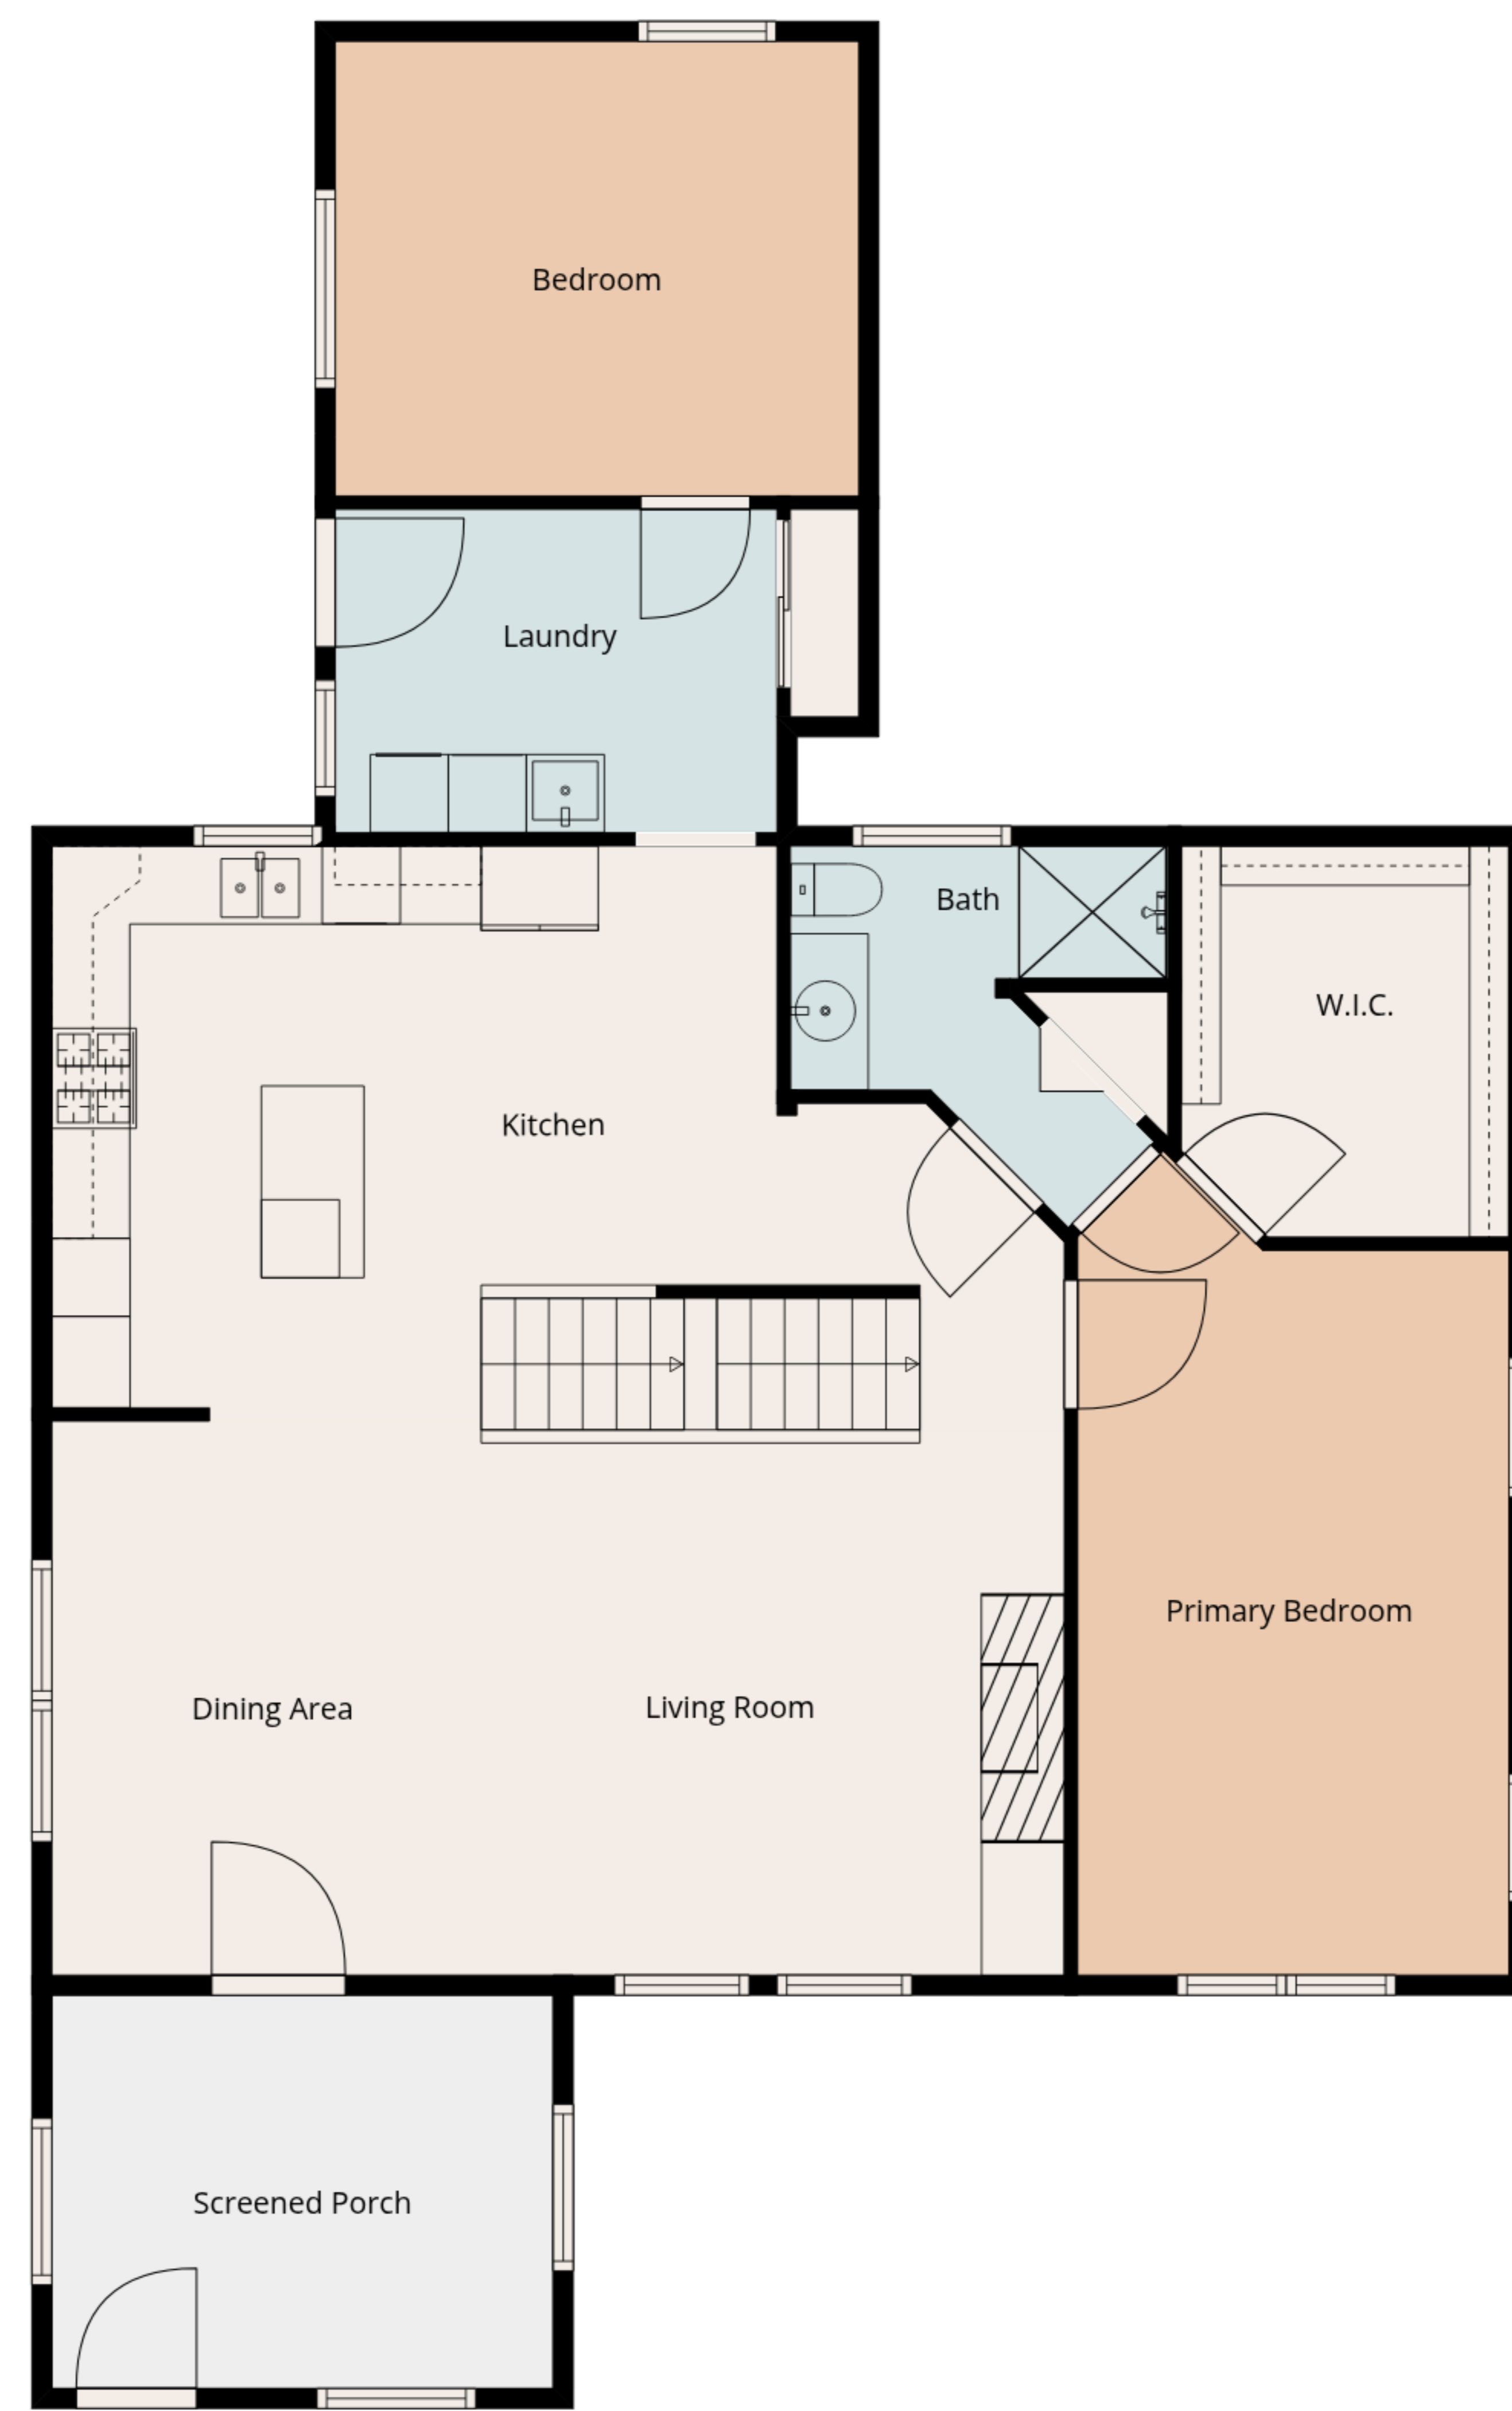 Bedroom
Laundry
Bath
W.I.C.
Kitchen
Primary Bedroom
Dining Area
Living Room
Screened Porch